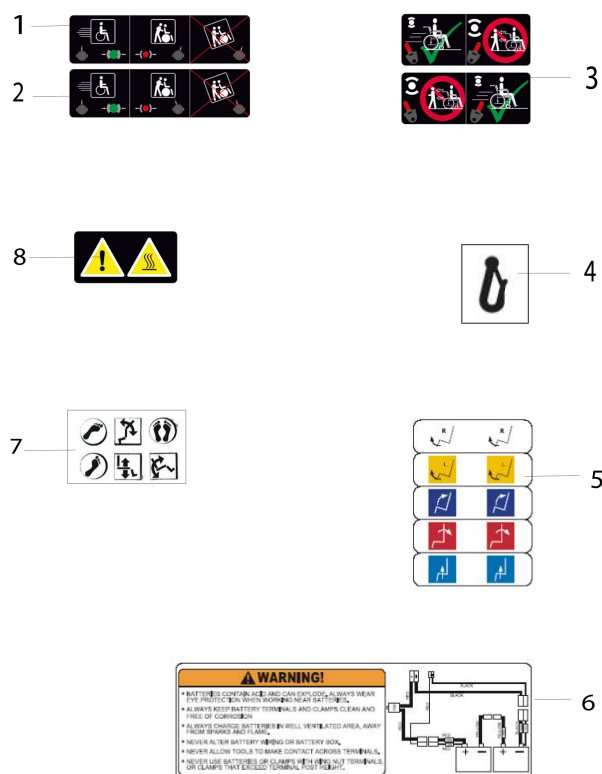 1
2
3
8
4
7
R R
L L
5
6
WARNING!
• BATTERIES CONTAIN ACID AND CAN EXPLODE. ALWAYS WEAR
EYE PROTECTION WHEN WORKING NEAR BATTERIES.
• ALWAYS KEEP BATTERY TERMINALS AND CLAMPS CLEAN AND
FREE OF CORROSION
• ALWAYS CHARGE BATTERIES IN WELL VENTILATED AREA, AWAY
FROM SPARKS AND FLAME.
• NEVER ALTER BATTERY WIRING OR BATTERY BOX.
• NEVER ALLOW TOOLS TO MAKE CONTACT ACROSS TERMINALS.
• NEVER USE BATTERIES OR CLAMPS WITH WING NUT TERMINALS,
OR CLAMPS THAT EXCEED TERMINAL POST HEIGHT.
BLACK
BLACK
RED
RED
+ − + −